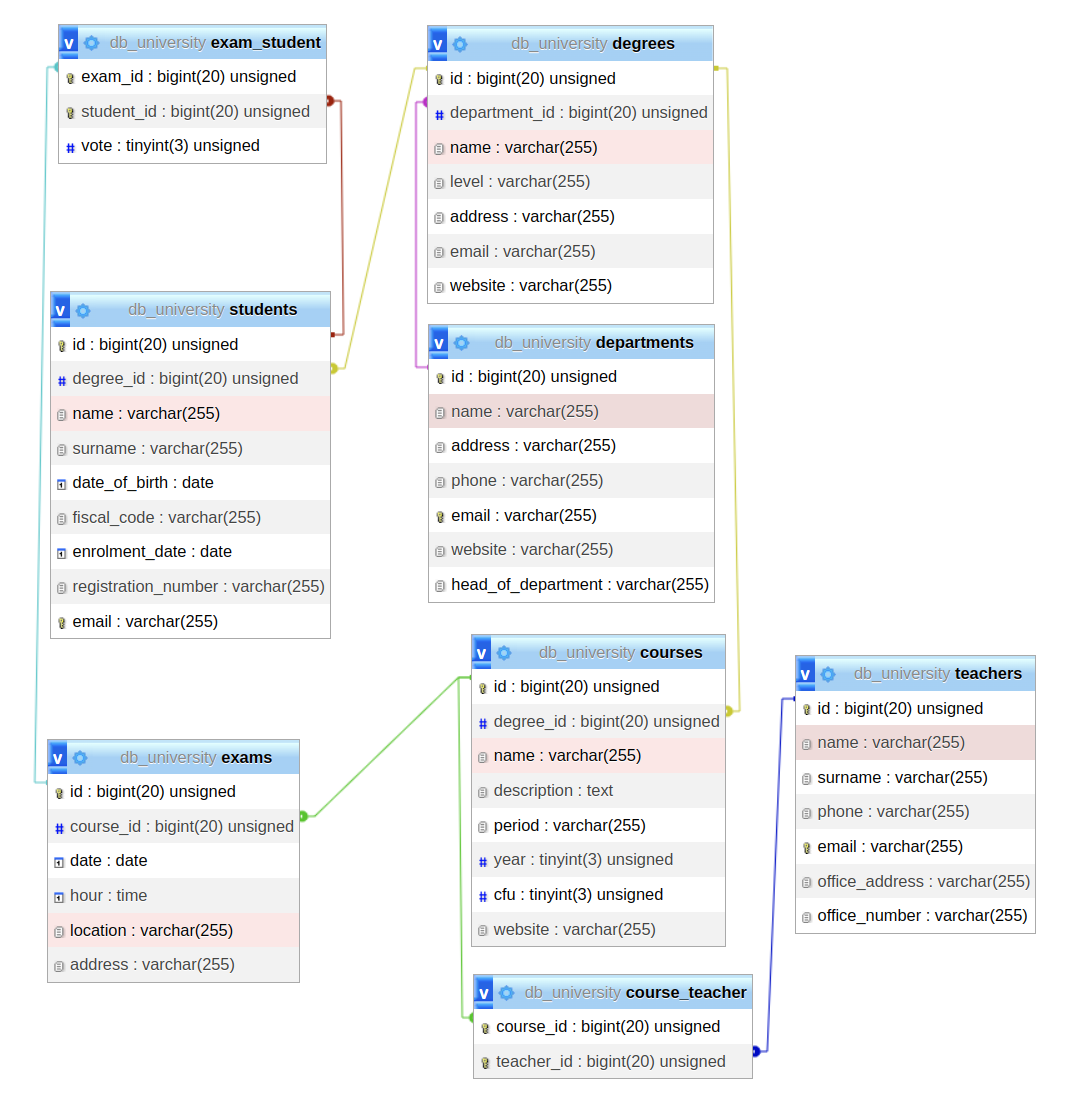 v db_university exam_student
exam_id : bigint(20) unsigned
student_id : bigint(20) unsigned
# vote : tinyint(3) unsigned
v db_university degrees
id : bigint(20) unsigned
# department_id : bigint(20) unsigned
name : varchar(255)
level : varchar(255)
address : varchar(255)
email : varchar(255)
website : varchar(255)
v db_university students
id : bigint(20) unsigned
# degree_id : bigint(20) unsigned
name : varchar(255)
surname : varchar(255)
date_of_birth : date
fiscal_code : varchar(255)
enrolment_date : date
registration_number : varchar(255)
email : varchar(255)
v db_university departments
id : bigint(20) unsigned
name : varchar(255)
address : varchar(255)
phone : varchar(255)
email : varchar(255)
website : varchar(255)
head_of_department : varchar(255)
v db_university courses
id : bigint(20) unsigned
# degree_id : bigint(20) unsigned
name : varchar(255)
description : text
period : varchar(255)
# year : tinyint(3) unsigned
# cfu : tinyint(3) unsigned
website : varchar(255)
v db_university teachers
id : bigint(20) unsigned
name : varchar(255)
surname : varchar(255)
phone : varchar(255)
email : varchar(255)
office_address : varchar(255)
office_number : varchar(255)
v db_university exams
id : bigint(20) unsigned
# course_id : bigint(20) unsigned
date : date
hour : time
location : varchar(255)
address : varchar(255)
v db_university course_teacher
course_id : bigint(20) unsigned
teacher_id : bigint(20) unsigned